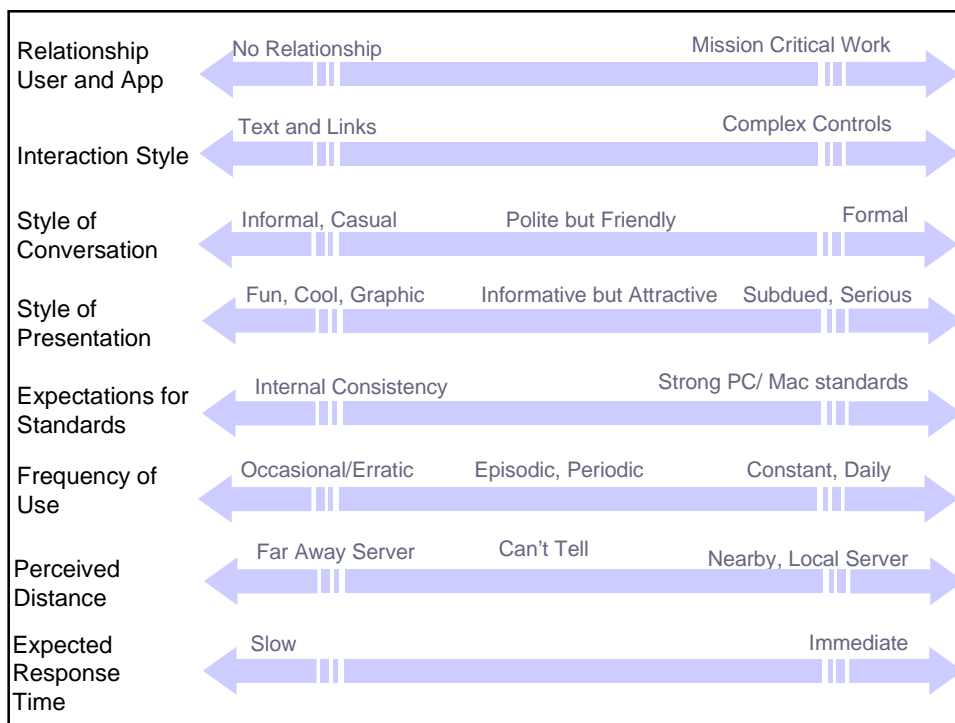 Relationship
User and App
No Relationship
Mission Critical Work
Interaction Style
Text and Links
Complex Controls
Style of
Conversation
Informal, Casual
Polite but Friendly
Formal
Style of
Presentation
Fun, Cool, Graphic
Informative but Attractive
Subdued, Serious
Expectations for
Standards
Internal Consistency
Strong PC/ Mac standards
Frequency of
Use
Occasional/Erratic
Episodic, Periodic
Constant, Daily
Perceived
Distance
Far Away Server
Can't Tell
Nearby, Local Server
Expected
Response
Time
Slow
Immediate